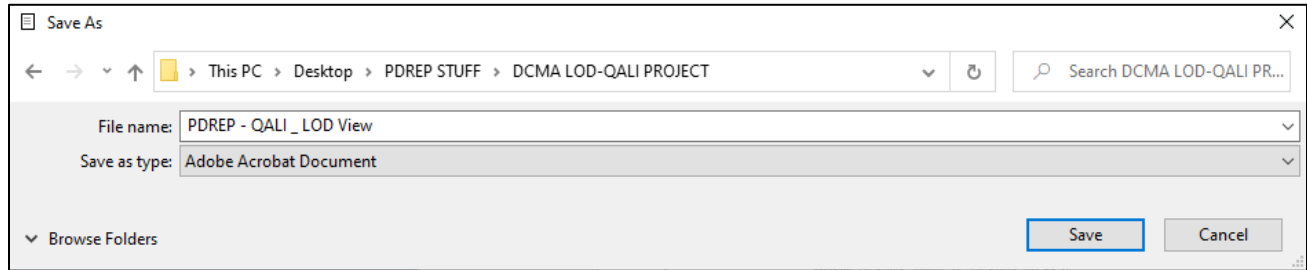 Save As
This PC > Desktop > PDREP STUFF > DCMA LOD-QALI PROJECT
Search DCMA LOD-QALI PR...
File name: PDREP - QALI _ LOD View
Save as type: Adobe Acrobat Document
Browse Folders
Save
Cancel